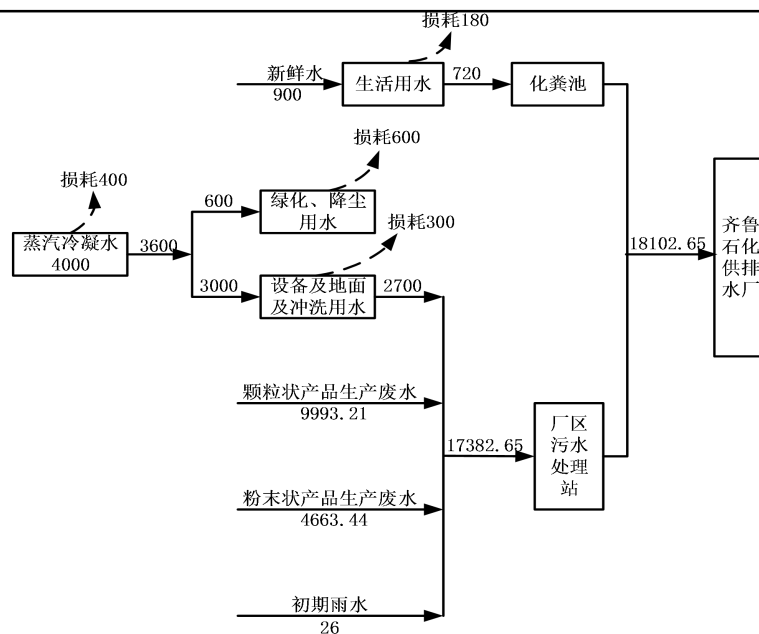 损耗180
新鲜水
900
生活用水
720
化粪池
损耗600
损耗400
600
绿化、降尘
用水
损耗300
蒸汽冷凝水
4000
3600
3000
设备及地面
及冲洗用水
2700
18102.65
齐鲁
石化
供排
水厂
颗粒状产品生产废水
9993.21
17382.65
厂区
污水
处理
站
粉末状产品生产废水
4663.44
初期雨水
26